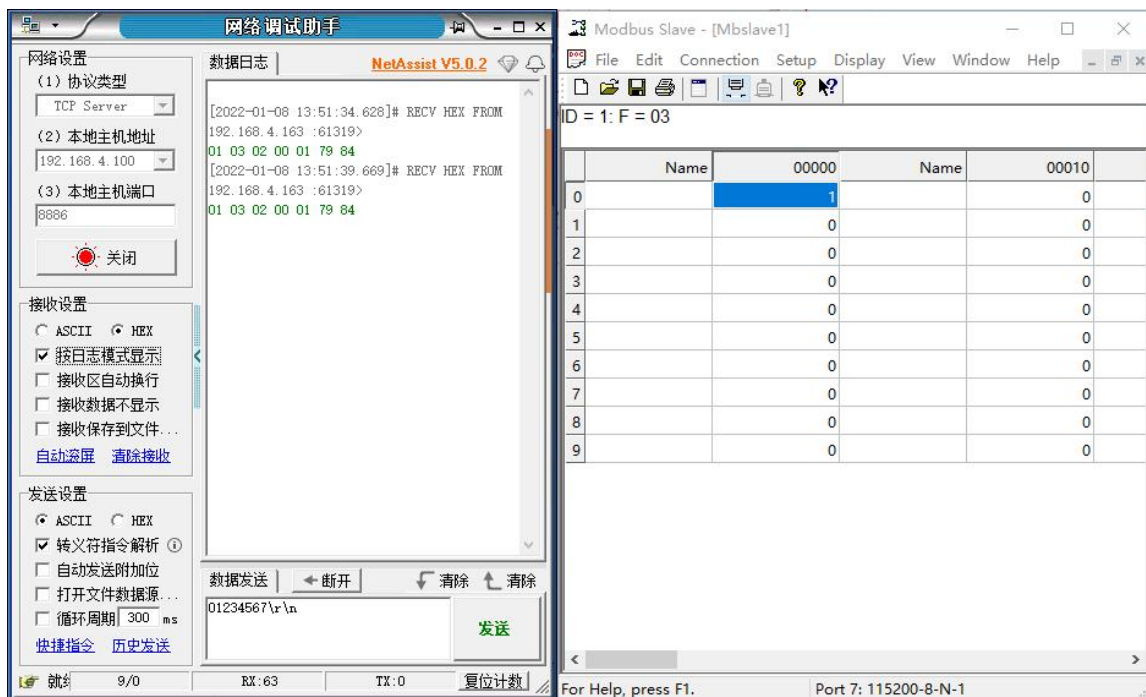 网络调试助手
网络设置
(1) 协议类型
TCP Server
(2) 本地主机地址
192.168.4.100
(3) 本地主机端口
8886
关闭
接收设置
ASCII HEX
按日志模式显示
接收区自动换行
接收数据不显示
接收保存到文件...
自动滚屏 清除接收
发送设置
ASCII HEX
转义符指令解析
自动发送附加位
打开文件数据源...
循环周期 300 ms
快捷指令 历史发送
数据日志 NetAssist V5.0.2
[2022-01-08 13:51:34.628]# RECV HEX FROM
192.168.4.163 :61319>
01 03 02 00 01 79 84
[2022-01-08 13:51:39.669]# RECV HEX FROM
192.168.4.163 :61319>
01 03 02 00 01 79 84
数据发送 断开 清除 清除
01234567\r\n
发送
9/0 RX:63 TX:0 复位计数
Modbus Slave - [Mbslave1]
File Edit Connection Setup Display View Window Help
ID = 1: F = 03
Name 00000 Name 00010
0 1 0
1 0 0
2 0 0
3 0 0
4 0 0
5 0 0
6 0 0
7 0 0
8 0 0
9 0 0
For Help, press F1. Port 7: 115200-8-N-1